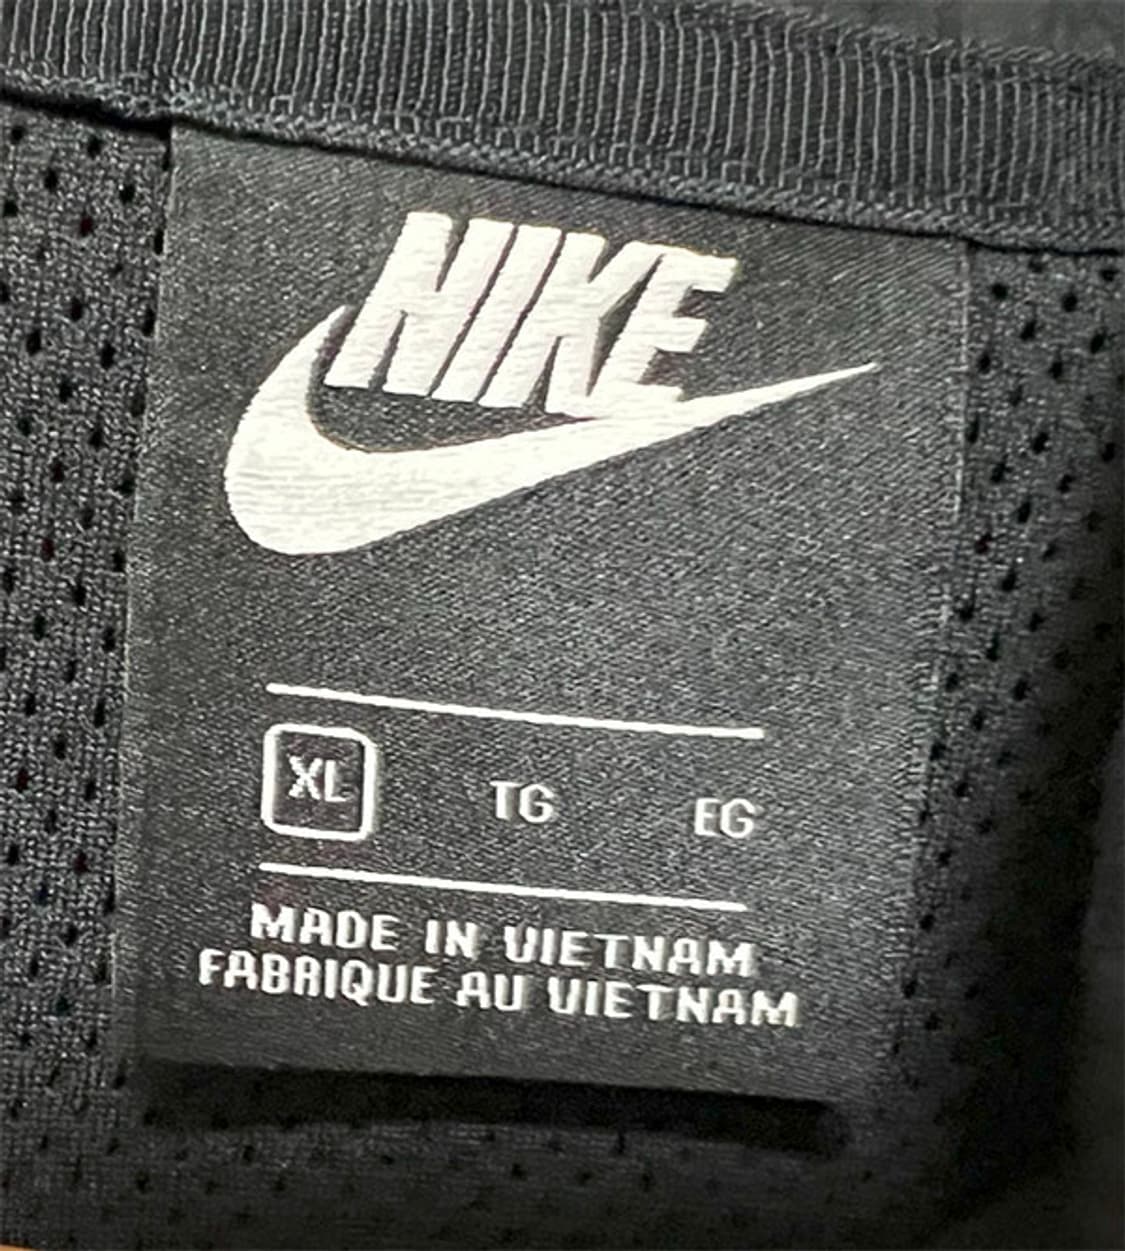 NIKE
XL TG EG
MADE IN VIETNAM
FABRIQUE AU VIETNAM